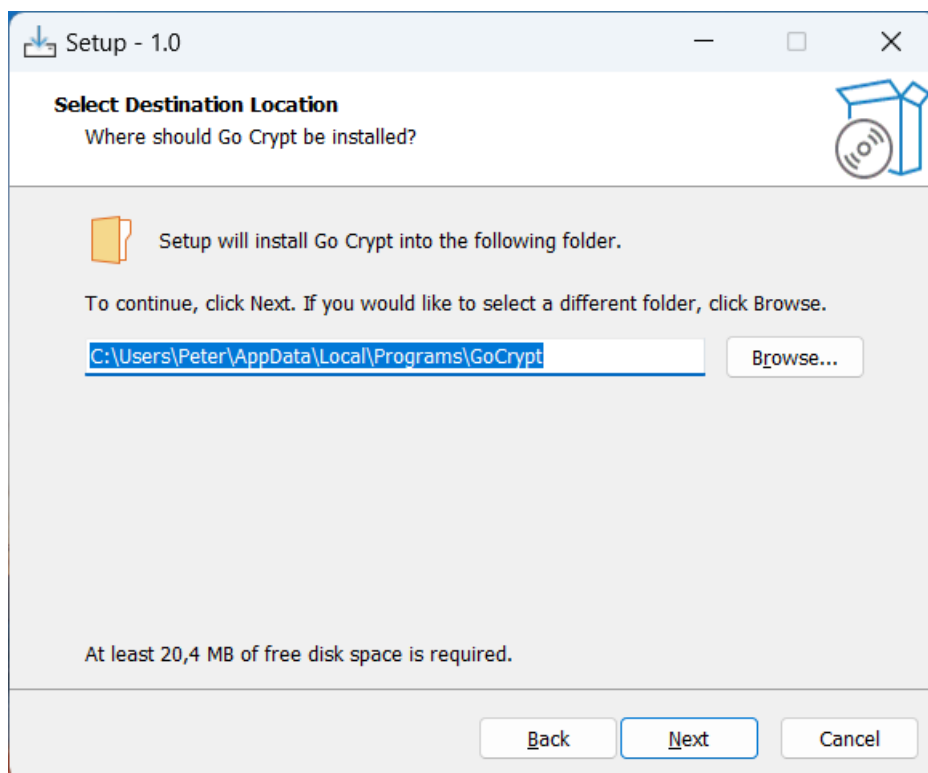 Setup - 1.0
Select Destination Location
Where should Go Crypt be installed?
Setup will install Go Crypt into the following folder.
To continue, click Next. If you would like to select a different folder, click Browse.
C:\Users\Peter\AppData\Local\Programs\GoCrypt
Browse...
At least 20,4 MB of free disk space is required.
Back
Next
Cancel